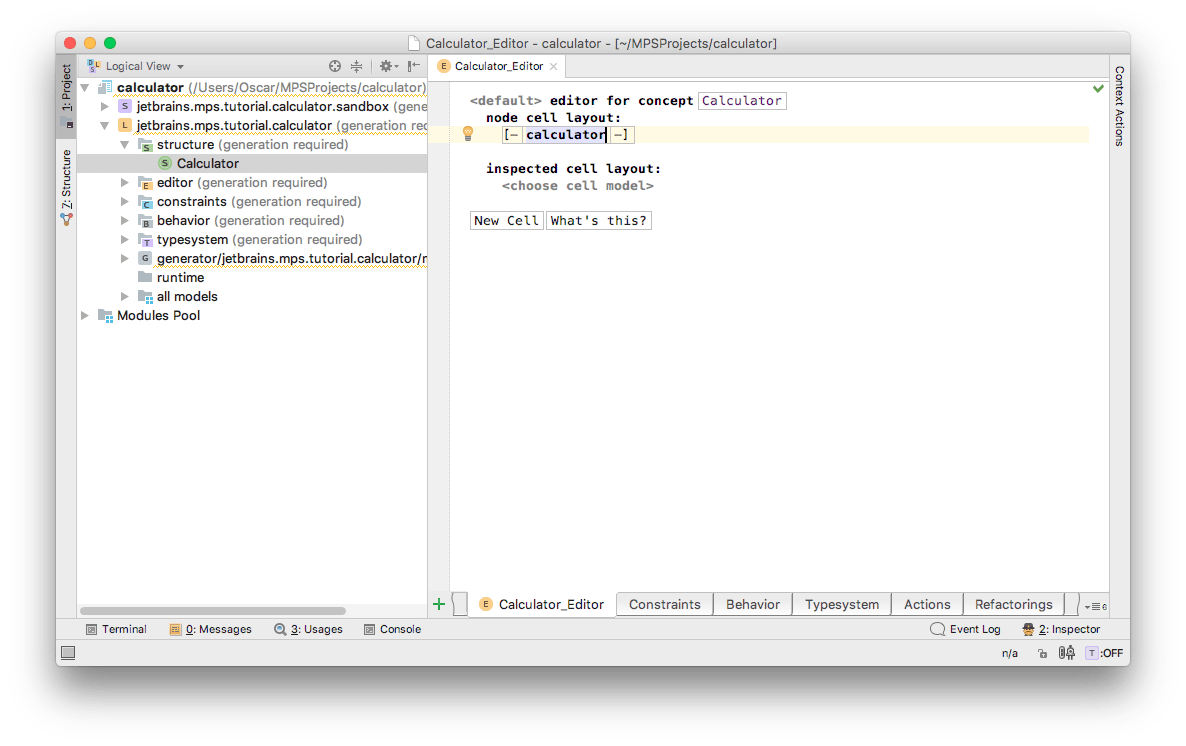 Calculator_Editor - calculator - [~/MPSProjects/calculator]
1: Project
Z: Structure
Logical View
calculator (/Users/Oscar/MPSProjects/calculator)
S jetbrains.mps.tutorial.calculator.sandbox (gene
L jetbrains.mps.tutorial.calculator (generation rec
S structure (generation required)
S Calculator
E editor (generation required)
C constraints (generation required)
B behavior (generation required)
T typesystem (generation required)
G generator/jetbrains.mps.tutorial.calculator/
runtime
all models
Modules Pool
E Calculator_Editor
<default> editor for concept Calculator
node cell layout:
[– calculator –]
inspected cell layout:
<choose cell model>
New Cell What's this?
Context Actions
E Calculator_Editor Constraints Behavior Typesystem Actions Refactorings 6
Terminal 0: Messages 3: Usages Console Event Log 2: Inspector
n/a T :OFF